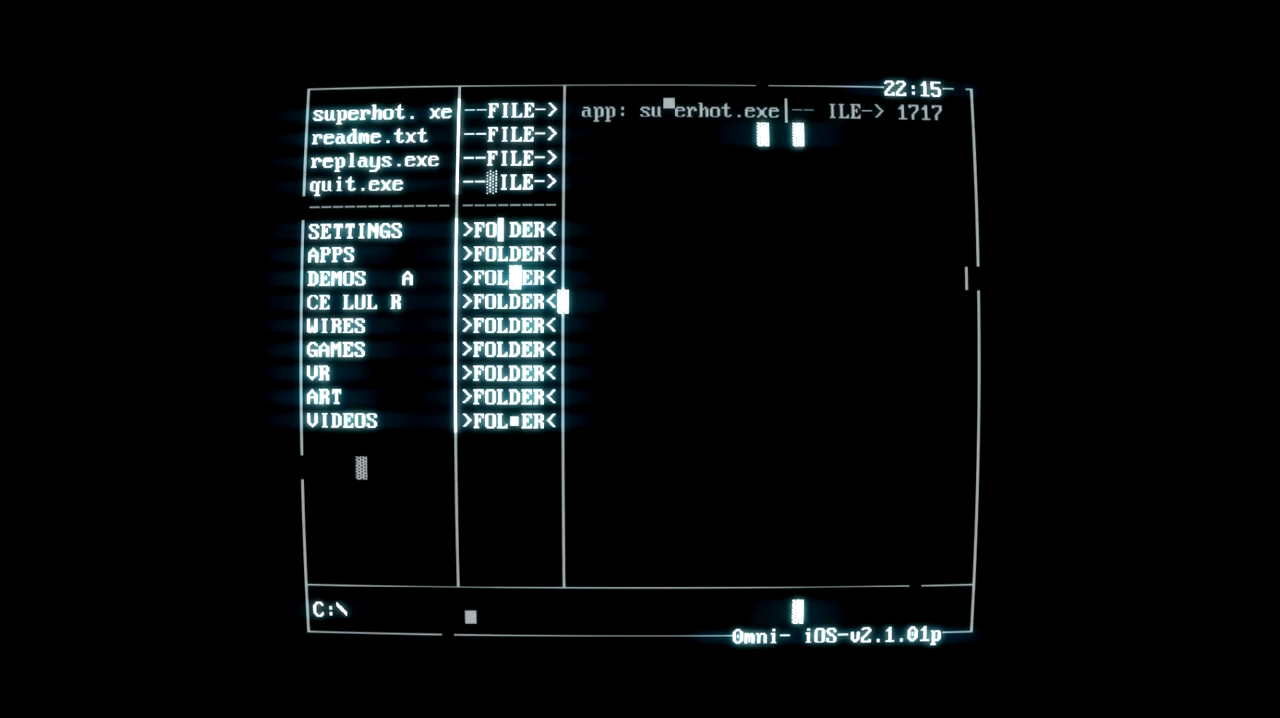 22:15
superhot. xe --FILE-> app: su erhot.exe|-- ILE-> 1717
readme.txt --FILE->
replays.exe --FILE->
quit.exe --░ILE->
------------ --------
SETTINGS >FO DER<
APPS >FOLDER<
DEMOS A >FOL█ER<
CE LUL R >FOLDER<
WIRES >FOLDER<
GAMES >FOLDER<
VR >FOLDER<
ART >FOLDER<
VIDEOS >FOL■ER<
C:\
Omni- iOS-v2.1.01p